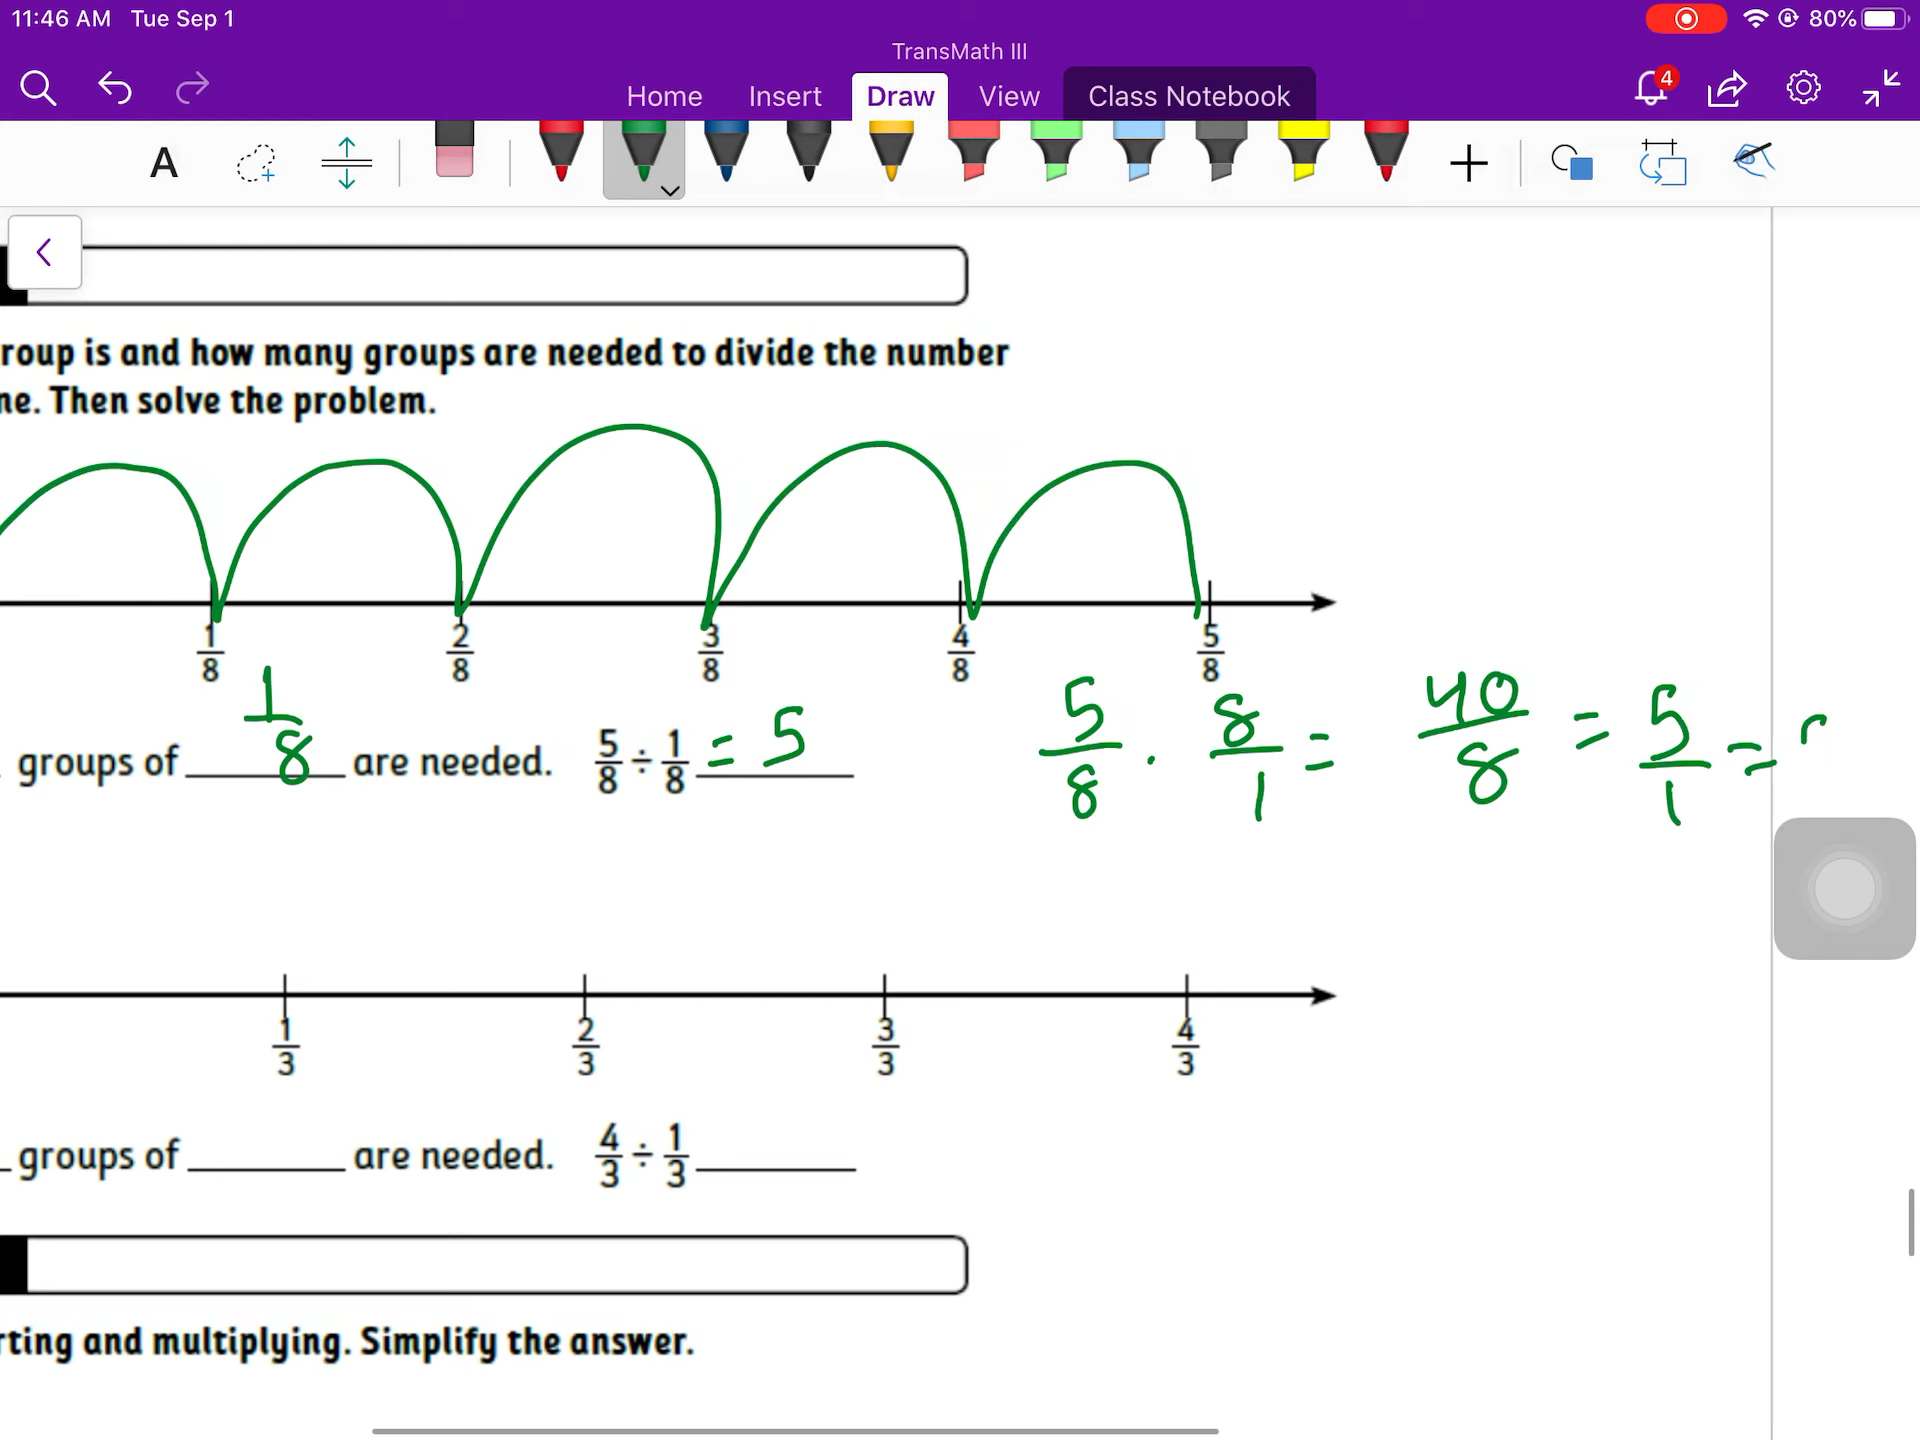 11:46 AM Tue Sep 1
80%
TransMath III
4
Home Insert Draw View Class Notebook
A
roup is and how many groups are needed to divide the number
ne. Then solve the problem.
1/8 2/8 3/8 4/8 5/8
groups of 1/8 are needed. 5/8 ÷ 1/8 = 5 5/8 · 8/1 = 40/8 = 5/1 =
1/3 2/3 3/3 4/3
groups of ______ are needed. 4/3 ÷ 1/3 ______
rting and multiplying. Simplify the answer.